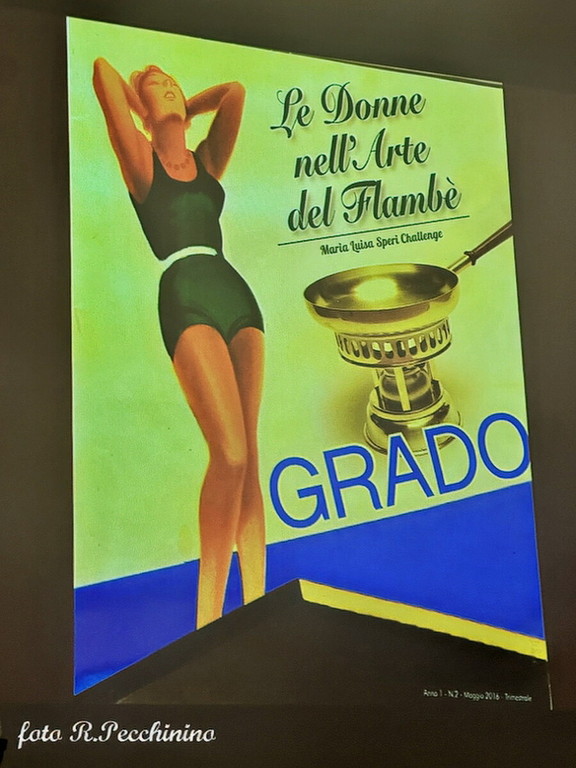 Le Donne
nell'Arte
del Flambè
Maria Luisa Speri Challenge
GRADO
Anno 1 - N.2 - Maggio 2016 - Trimestrale
foto R.Pecchinino